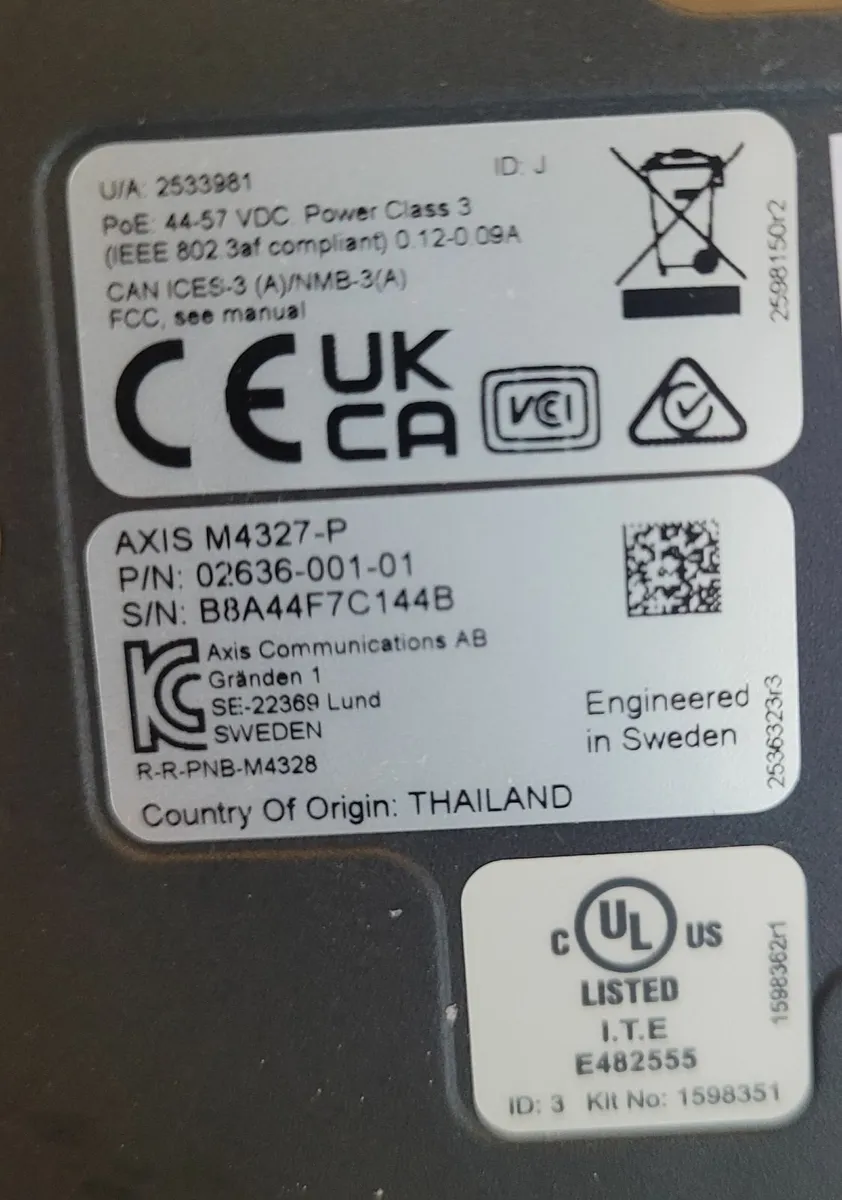 U/A: 2533981
ID: J
PoE: 44-57 VDC Power Class 3
(IEEE 802.3af compliant) 0.12-0.09A
CAN ICES-3 (A)/NMB-3(A)
FCC, see manual
2598150r2
CE
UK
CA
VCCI
AXIS M4327-P
P/N: 02636-001-01
S/N: B8A44F7C144B
KC
Axis Communications AB
Gränden 1
SE-22369 Lund
SWEDEN
R-R-PNB-M4328
Engineered
in Sweden
2536323r3
Country Of Origin: THAILAND
C UL US
LISTED
I.T.E
E482555
ID: 3 Kit No: 1598351
1598362r1